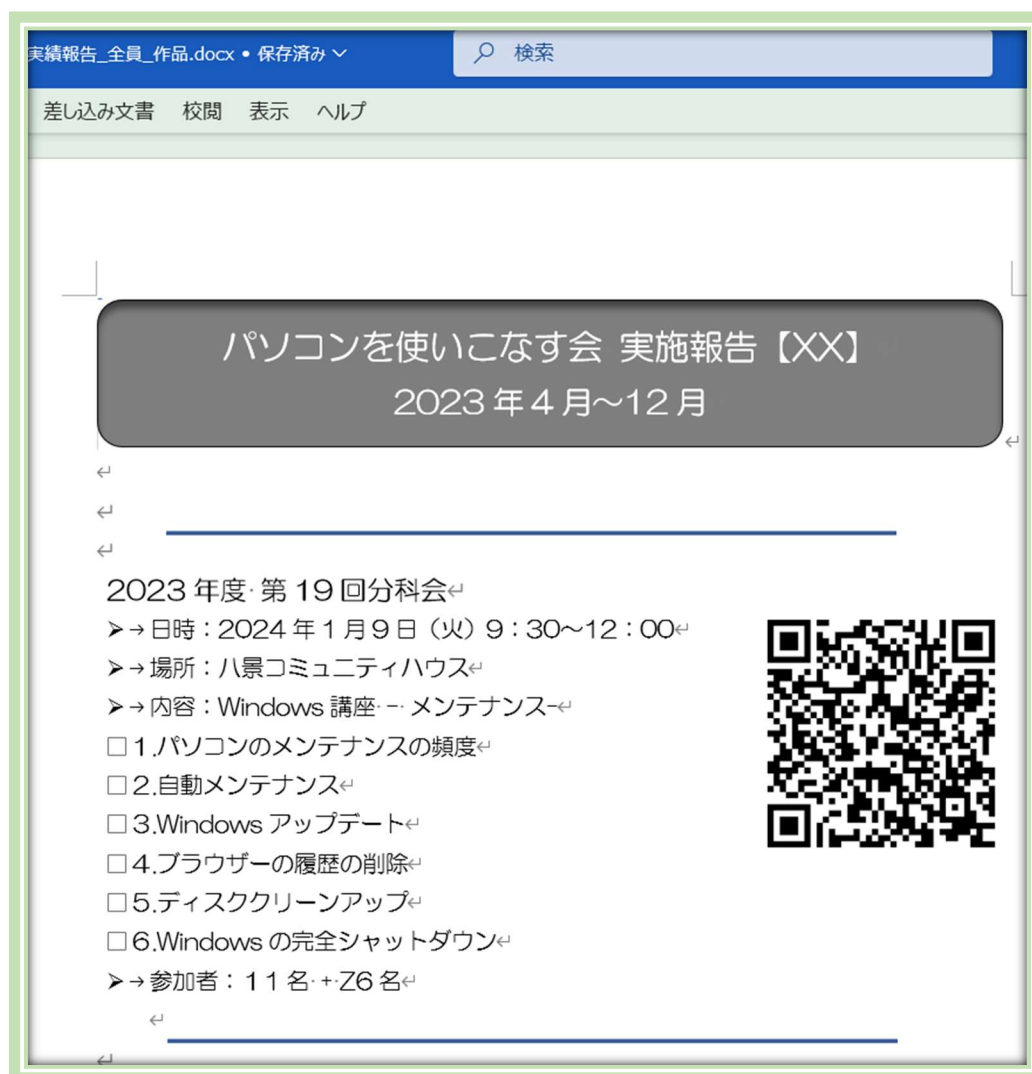 実績報告_全員_作品.docx • 保存済み
検索
差し込み文書 校閲 表示 ヘルプ
パソコンを使いこなす会 実施報告【XX】
2023年4月～12月
2023年度 第19回分科会
➢日時：2024年1月9日（火）9：30～12：00
➢場所：八景コミュニティハウス
➢内容：Windows講座 - メンテナンス-
□1.パソコンのメンテナンスの頻度
□2.自動メンテナンス
□3.Windowsアップデート
□4.ブラウザーの履歴の削除
□5.ディスククリーンアップ
□6.Windowsの完全シャットダウン
➢参加者：11名 + Z6名